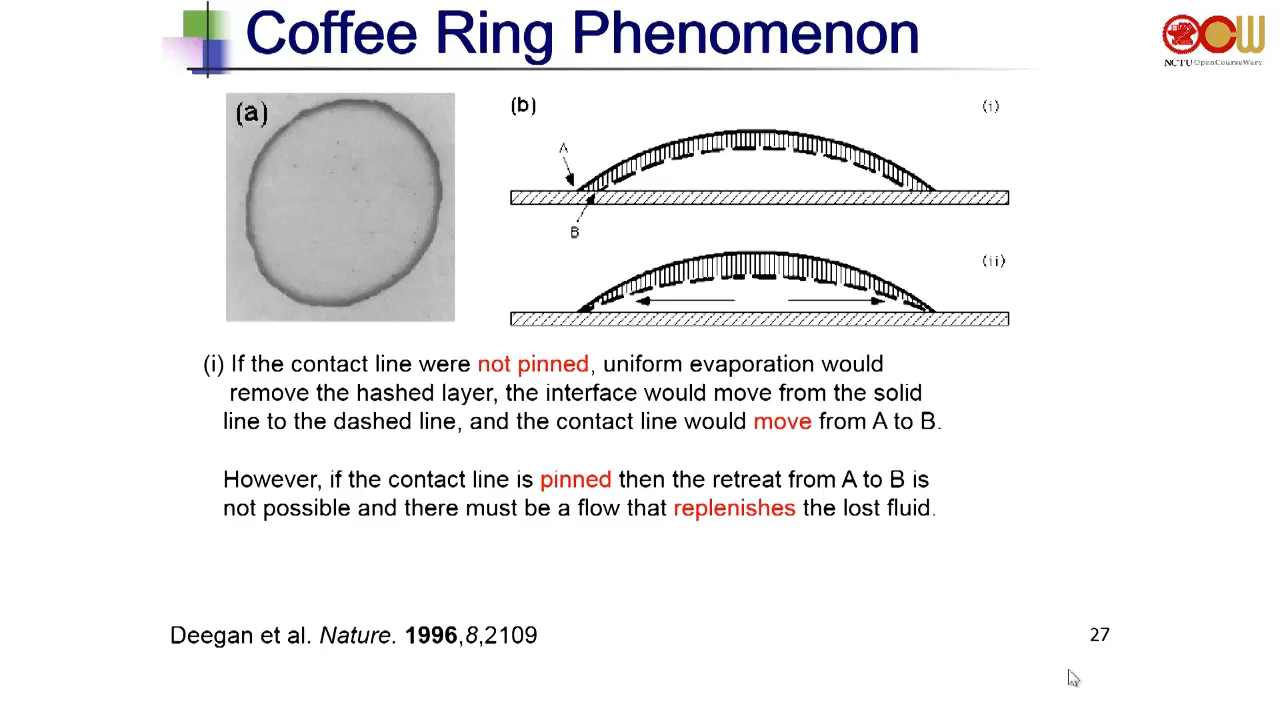 Coffee Ring Phenomenon
NCTU OpenCourseWare
(a)
(b)
(i)
A
B
(ii)
(i) If the contact line were not pinned, uniform evaporation would
remove the hashed layer, the interface would move from the solid
line to the dashed line, and the contact line would move from A to B.
However, if the contact line is pinned then the retreat from A to B is
not possible and there must be a flow that replenishes the lost fluid.
Deegan et al. Nature. 1996,8,2109
27